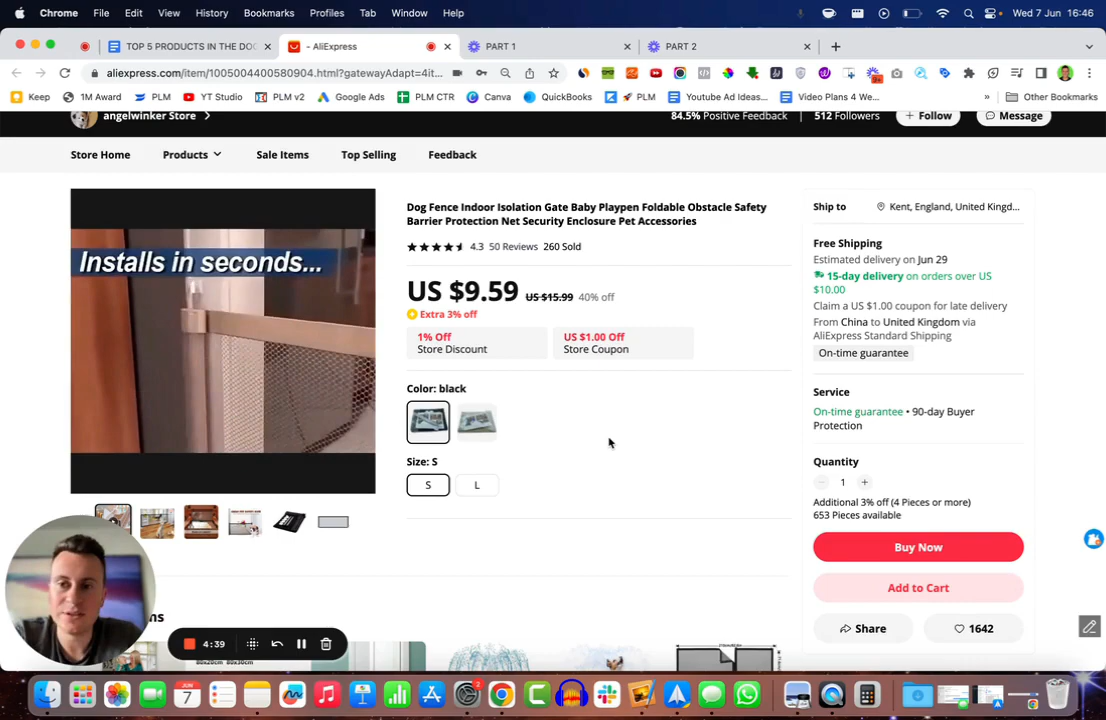 Chrome File Edit View History Bookmarks Profiles Tab Window Help Wed 7 Jun 16:46
TOP 5 PRODUCTS IN THE DO
- AliExpress
PART 1
PART 2
aliexpress.com/item/1005004400580904.html?gatewayAdapt=4it...
Keep 1M Award PLM YT Studio PLM v2 Google Ads PLM CTR Canva QuickBooks PLM Youtube Ad Ideas... Video Plans 4 We... » Other Bookmarks
angelwinker Store
84.5% Positive Feedback
512 Followers
+ Follow
Message
Store Home Products Sale Items Top Selling Feedback
Installs in seconds...
Dog Fence Indoor Isolation Gate Baby Playpen Foldable Obstacle Safety
Barrier Protection Net Security Enclosure Pet Accessories
4.3 50 Reviews 260 Sold
US $9.59 US $15.99 40% off
Extra 3% off
1% Off
Store Discount
US $1.00 Off
Store Coupon
Color: black
Size: S
S
L
Ship to
Kent, England, United Kingd...
Free Shipping
Estimated delivery on Jun 29
15-day delivery on orders over US
$10.00
Claim a US $1.00 coupon for late delivery
From China to United Kingdom via
AliExpress Standard Shipping
On-time guarantee
Service
On-time guarantee • 90-day Buyer
Protection
Quantity
1
Additional 3% off (4 Pieces or more)
653 Pieces available
Buy Now
Add to Cart
Share
1642
4:39